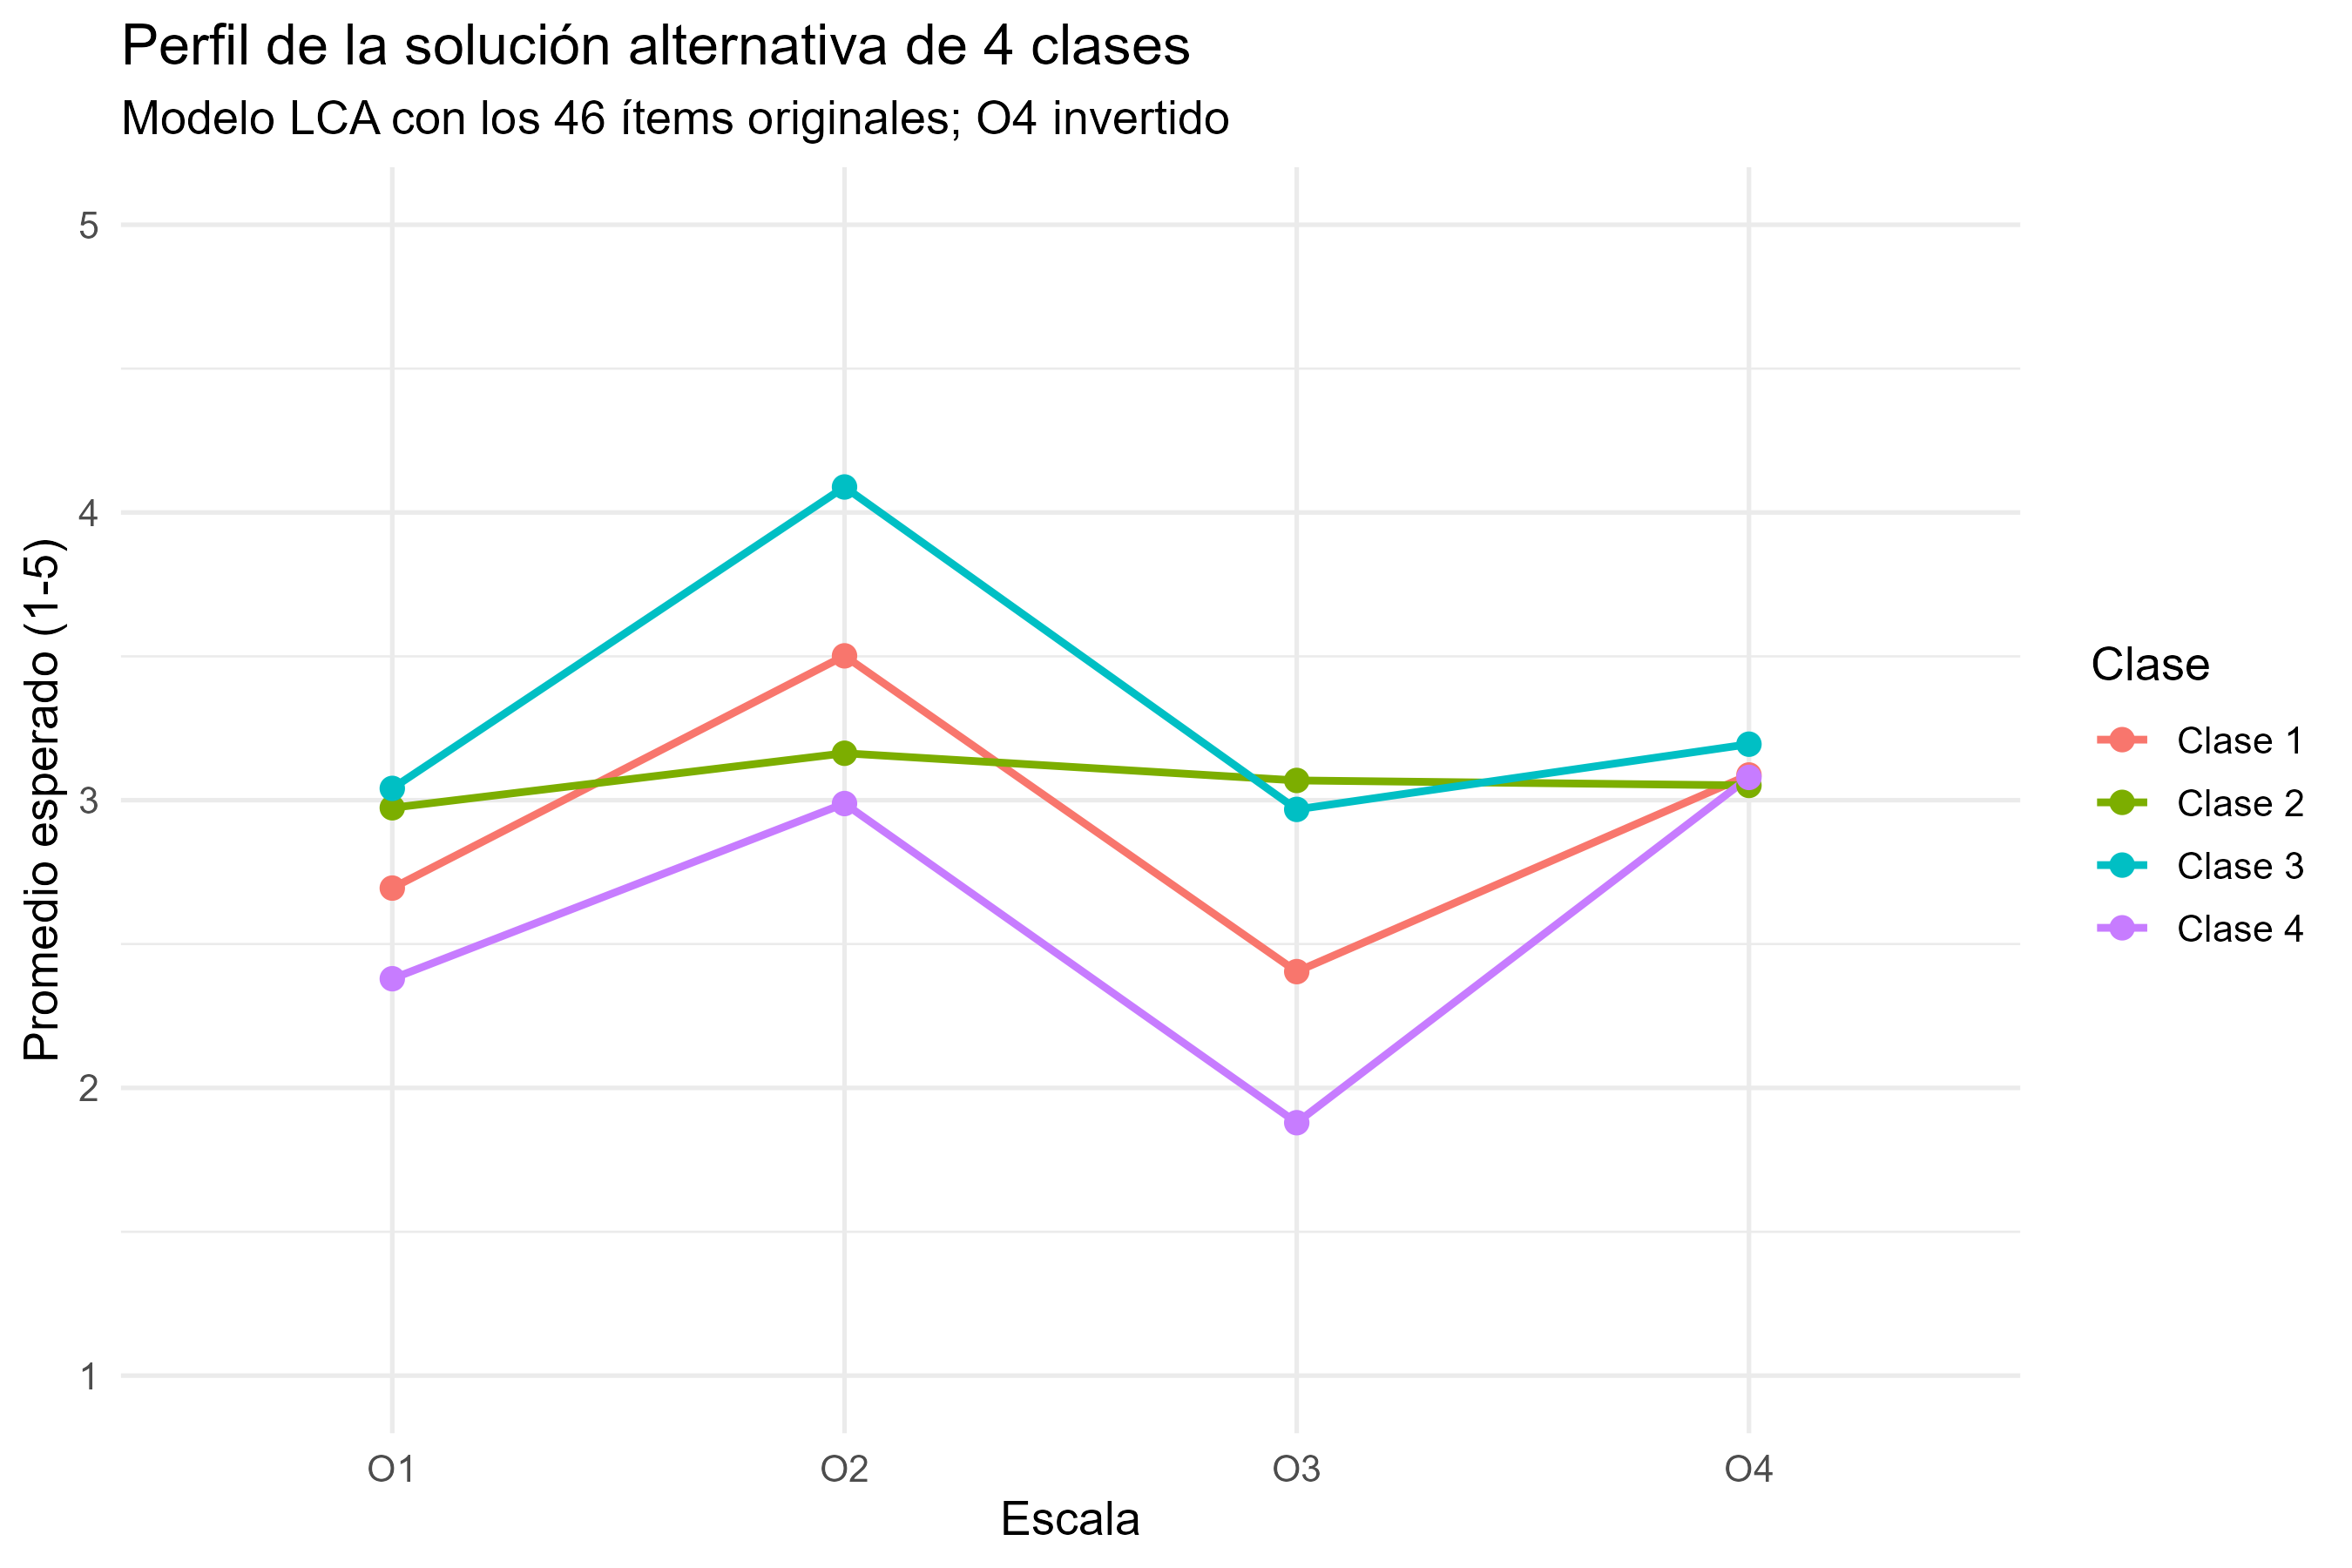 Perfil de la solución alternativa de 4 clases
Modelo LCA con los 46 ítems originales; O4 invertido
Promedio esperado (1-5)
5
4
3
2
1
O1
O2
O3
O4
Escala
Clase
Clase 1
Clase 2
Clase 3
Clase 4